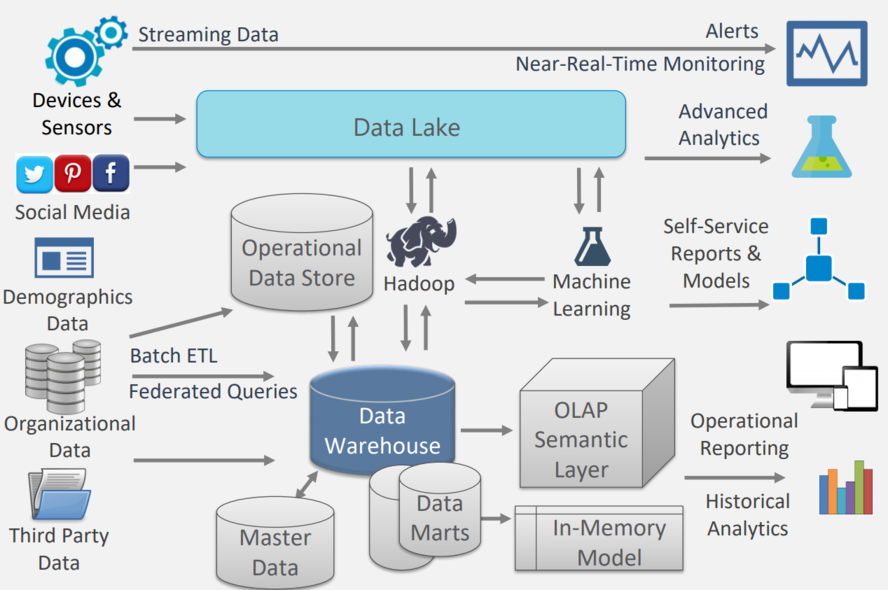 Streaming Data
Alerts
Near-Real-Time Monitoring
Devices &
Sensors
Data Lake
Advanced
Analytics
Social Media
Operational
Data Store
Hadoop
Machine
Learning
Self-Service
Reports &
Models
Demographics
Data
Batch ETL
Federated Queries
Organizational
Data
Data
Warehouse
OLAP
Semantic
Layer
Operational
Reporting
Third Party
Data
Master
Data
Data
Marts
In-Memory
Model
Historical
Analytics